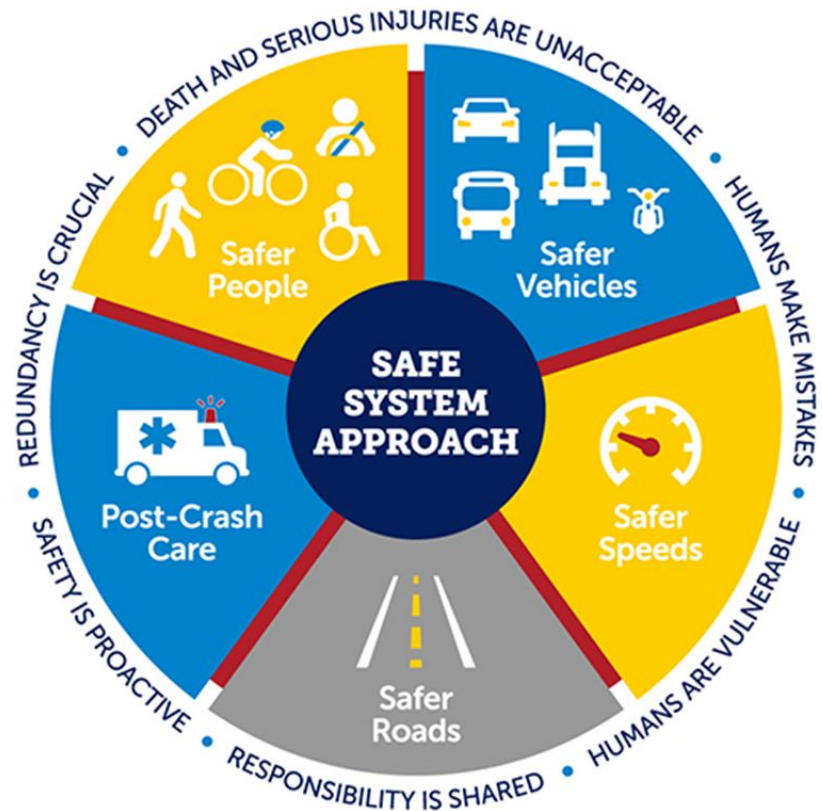 DEATH AND SERIOUS INJURIES ARE UNACCEPTABLE
HUMANS MAKE MISTAKES
HUMANS ARE VULNERABLE
RESPONSIBILITY IS SHARED
SAFETY IS PROACTIVE
REDUNDANCY IS CRUCIAL
Safer
People
Safer
Vehicles
SAFE
SYSTEM
APPROACH
Post-Crash
Care
Safer
Speeds
Safer
Roads